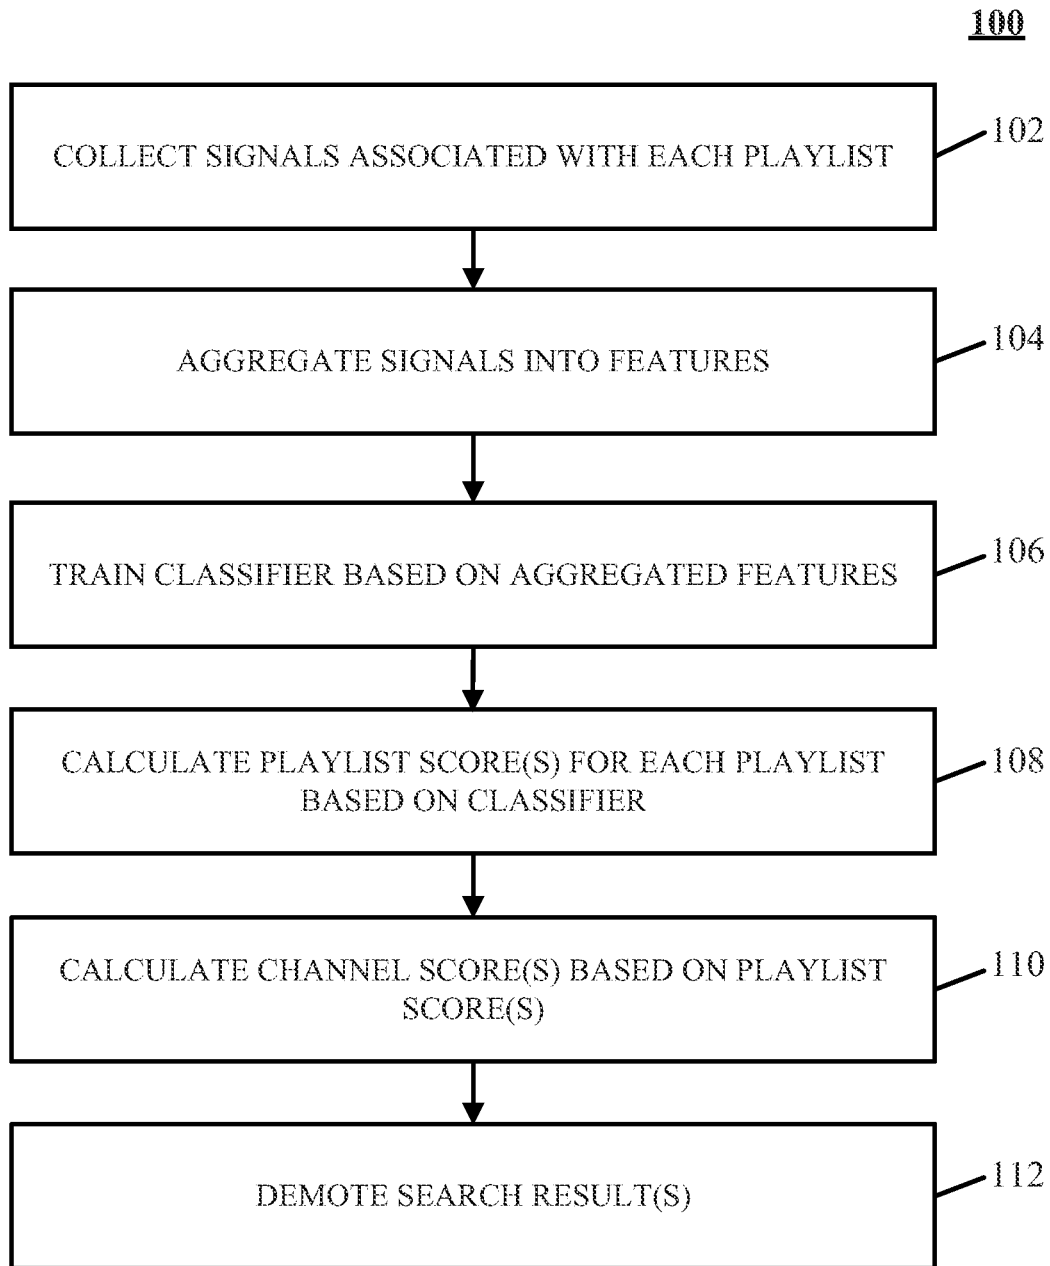 100
COLLECT SIGNALS ASSOCIATED WITH EACH PLAYLIST
102
AGGREGATE SIGNALS INTO FEATURES
104
TRAIN CLASSIFIER BASED ON AGGREGATED FEATURES
106
CALCULATE PLAYLIST SCORE(S) FOR EACH PLAYLIST
BASED ON CLASSIFIER
108
CALCULATE CHANNEL SCORE(S) BASED ON PLAYLIST
SCORE(S)
110
DEMOTE SEARCH RESULT(S)
112